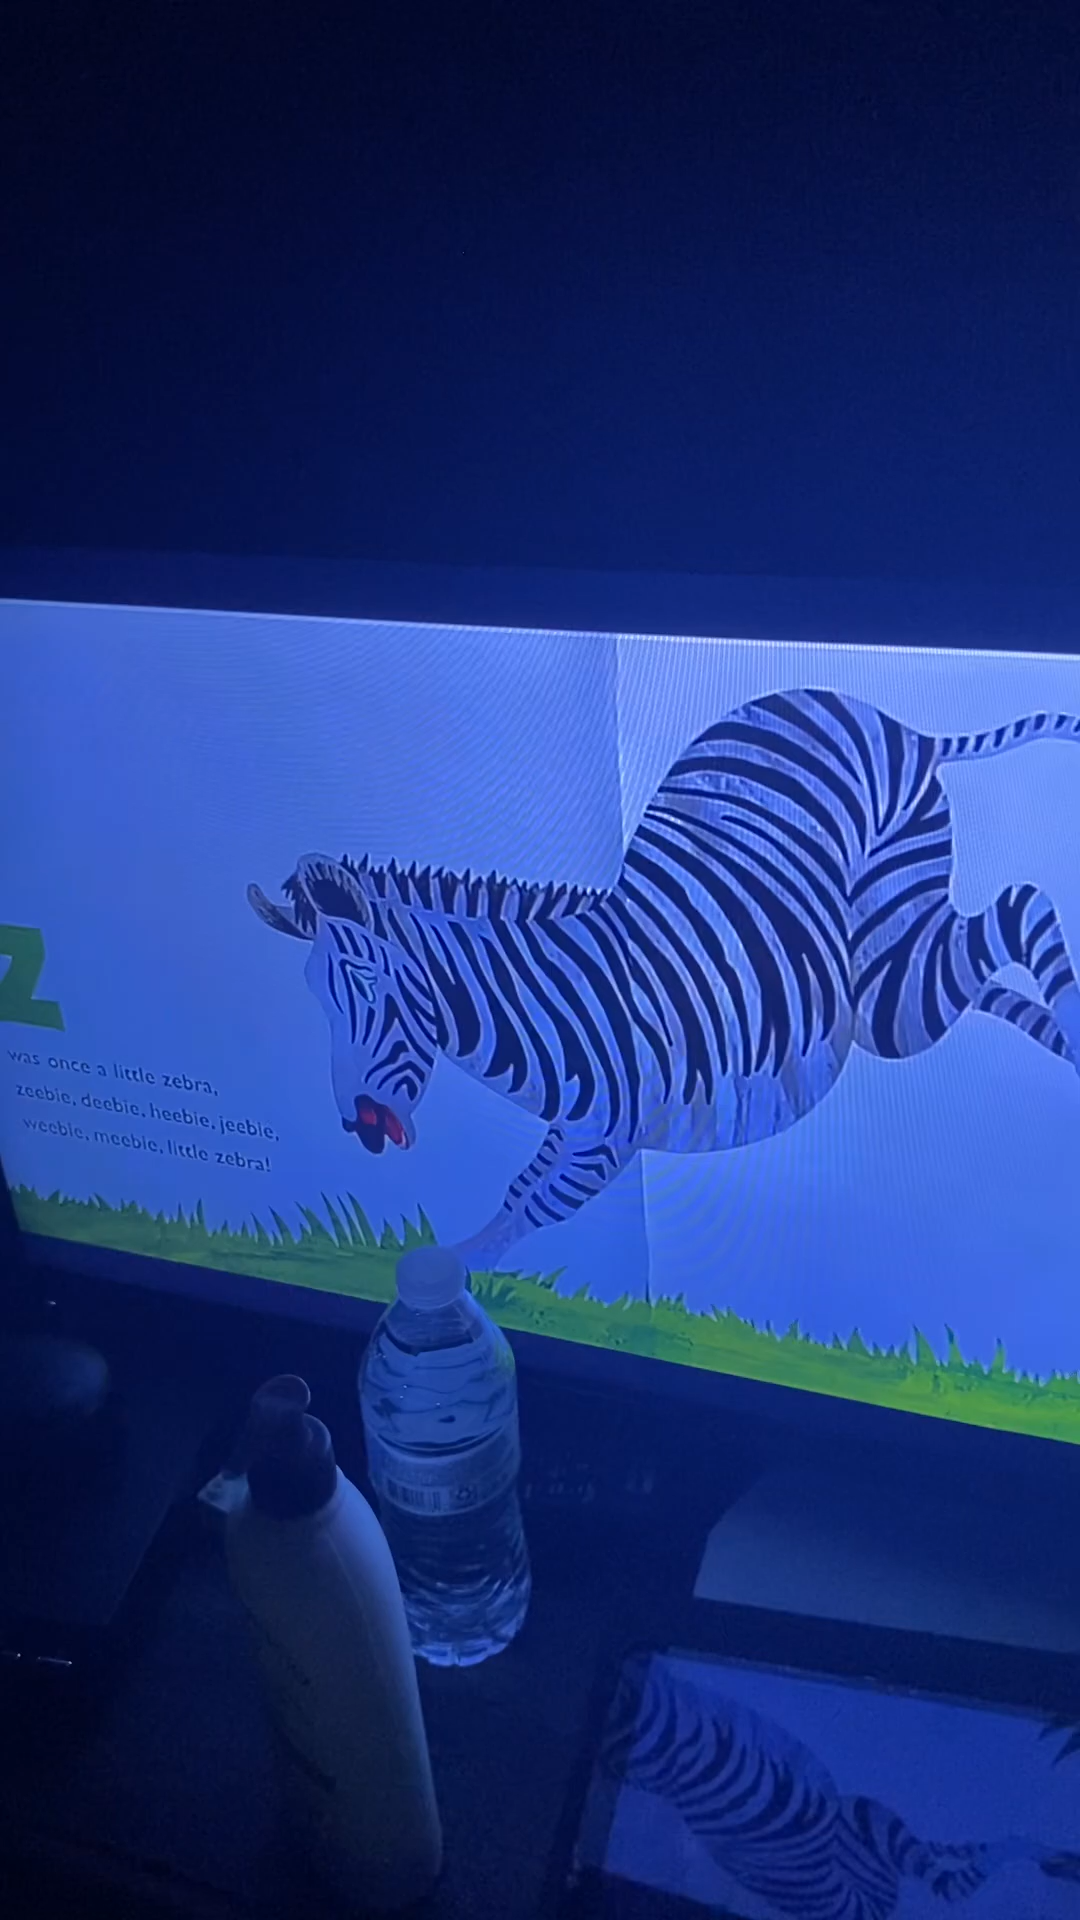 Z
was once a little zebra,
zeebie, deebie, heebie, jeebie,
weebie, meebie, little zebra!